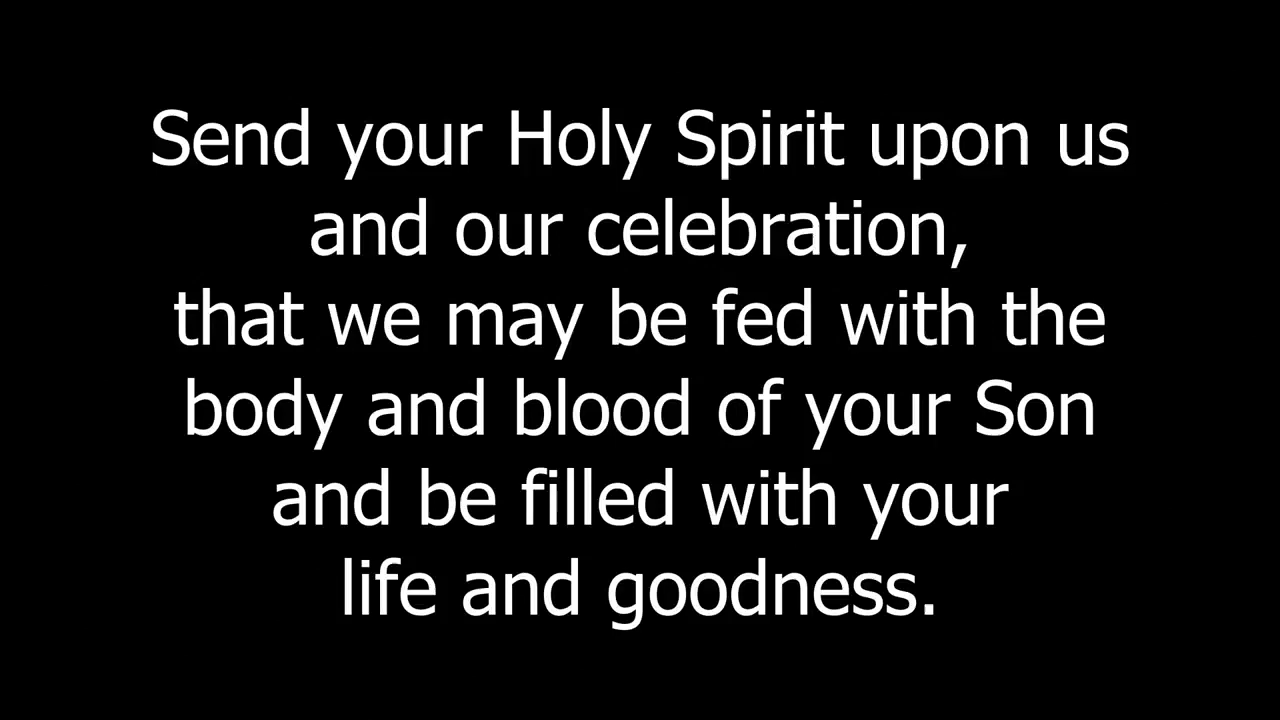 Send your Holy Spirit upon us
and our celebration,
that we may be fed with the
body and blood of your Son
and be filled with your
life and goodness.